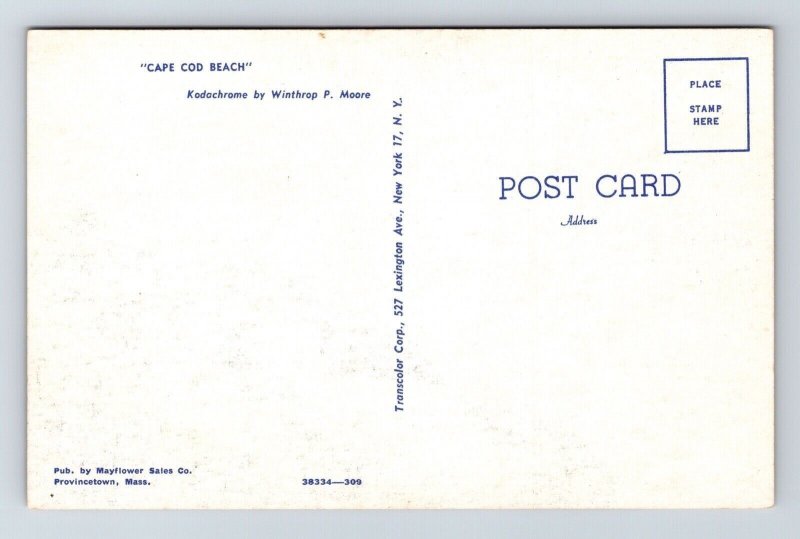 "CAPE COD BEACH"
Kodachrome by Winthrop P. Moore
Transcolor Corp., 527 Lexington Ave., New York 17, N. Y.
PLACE
STAMP
HERE
POST CARD
Address
Pub. by Mayflower Sales Co.
Provincetown, Mass.
38334—309